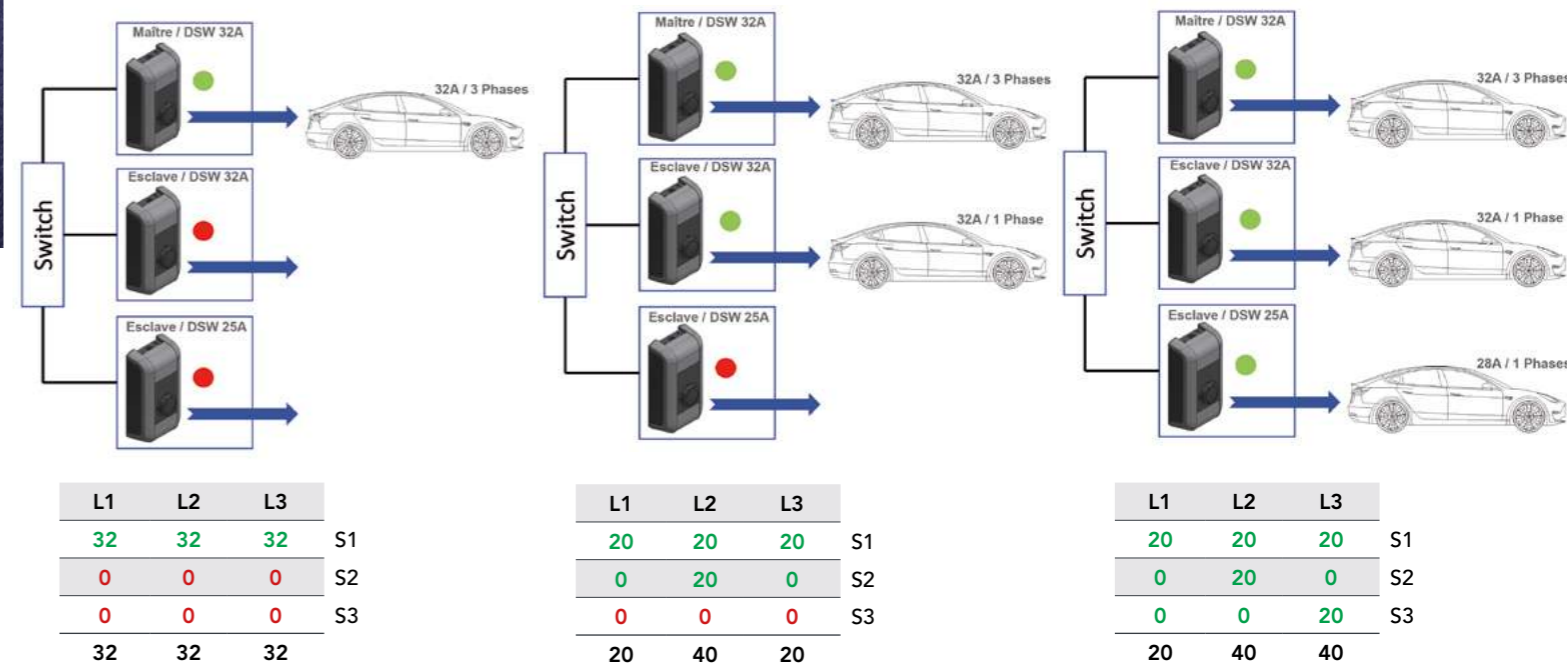 Maître / DSW 32A
32A / 3 Phases
Esclave / DSW 32A
Switch
Esclave / DSW 25A
L1 L2 L3
32 32 32 S1
0 0 0 S2
0 0 0 S3
32 32 32
Maître / DSW 32A
32A / 3 Phases
Esclave / DSW 32A
32A / 1 Phase
Switch
Esclave / DSW 25A
L1 L2 L3
20 20 20 S1
0 20 0 S2
0 0 0 S3
20 40 20
Maître / DSW 32A
32A / 3 Phases
Esclave / DSW 32A
32A / 1 Phase
Switch
Esclave / DSW 25A
28A / 1 Phases
L1 L2 L3
20 20 20 S1
0 20 0 S2
0 0 20 S3
20 40 40